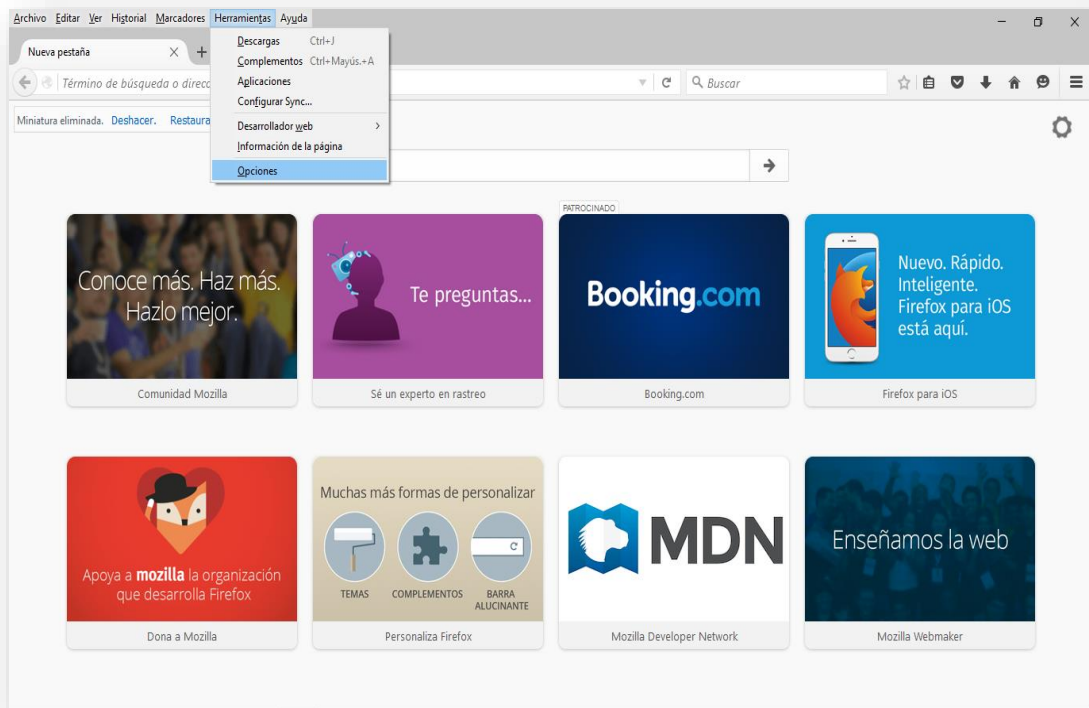 Archivo Editar Ver Historial Marcadores Herramientas Ayuda
Nueva pestaña
Descargas Ctrl+J
Complementos Ctrl+Mayús.+A
Aplicaciones
Configurar Sync...
Desarrollador web
Información de la página
Opciones
Término de búsqueda o direcc
Buscar
Miniatura eliminada. Deshacer. Restaura
PATROCINADO
Conoce más. Haz más.
Hazlo mejor.
Comunidad Mozilla
Te preguntas...
Sé un experto en rastreo
Booking.com
Booking.com
Nuevo. Rápido.
Inteligente.
Firefox para iOS
está aquí.
Firefox para iOS
Apoya a mozilla la organización
que desarrolla Firefox
Dona a Mozilla
Muchas más formas de personalizar
TEMAS COMPLEMENTOS BARRA
ALUCINANTE
Personaliza Firefox
MDN
Mozilla Developer Network
Enseñamos la web
Mozilla Webmaker